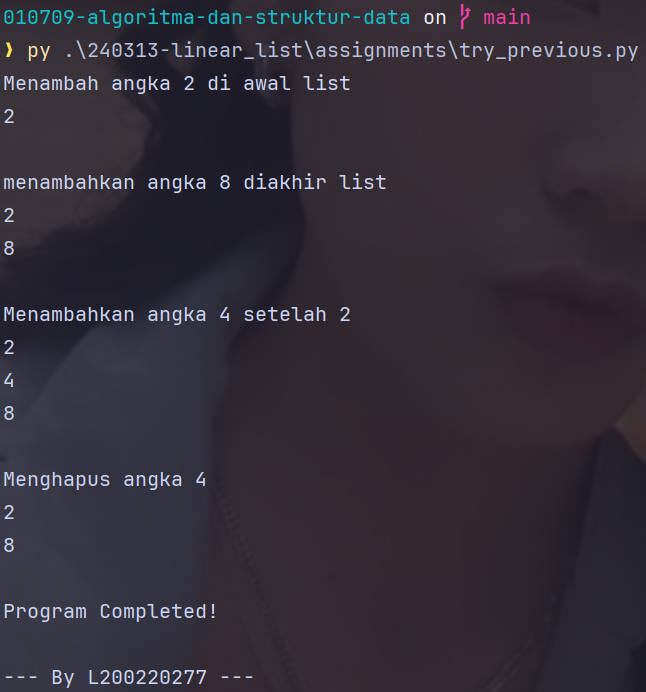 010709-algoritma-dan-struktur-data on main
❯ py .\240313-linear_list\assignments\try_previous.py
Menambah angka 2 di awal list
2
menambahkan angka 8 diakhir list
2
8
Menambahkan angka 4 setelah 2
2
4
8
Menghapus angka 4
2
8
Program Completed!
--- By L200220277 ---